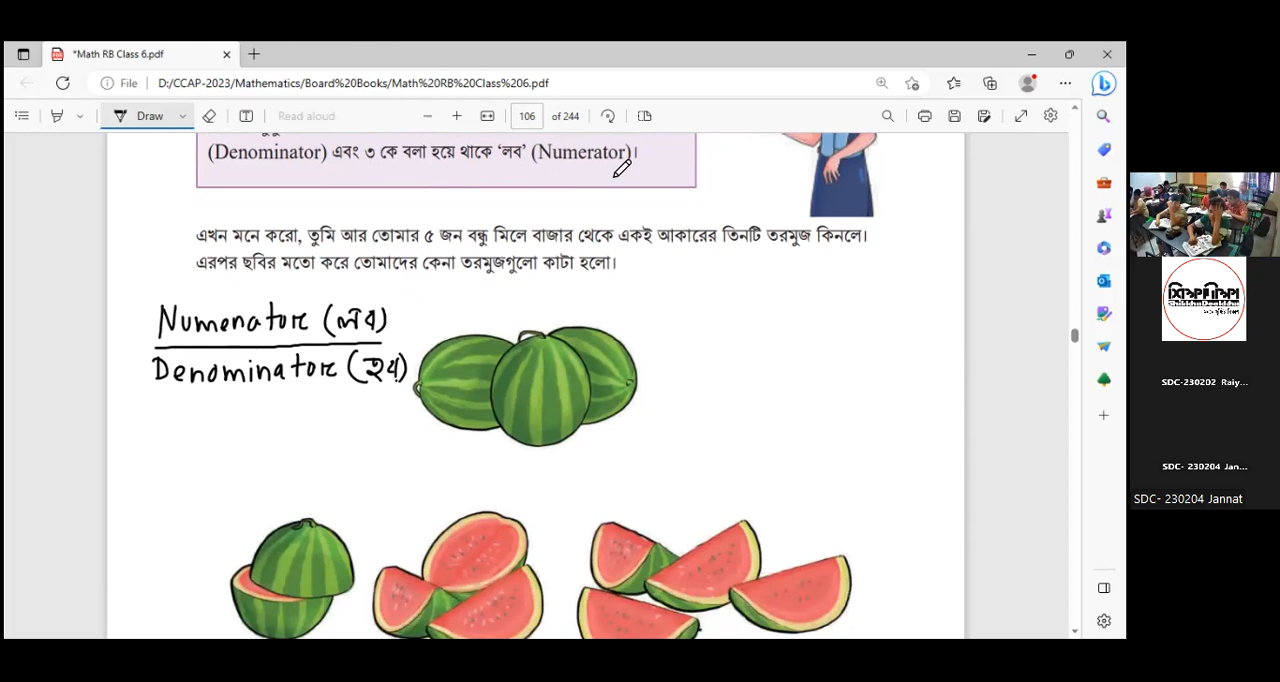 *Math RB Class 6.pdf
File D:/CCAP-2023/Mathematics/Board%20Books/Math%20RB%20Class%206.pdf
Draw Read aloud 106 of 244
(Denominator) এবং ৩ কে বলা হয়ে থাকে ‘লব’ (Numerator)।
এখন মনে করো, তুমি আর তোমার ৫ জন বন্ধু মিলে বাজার থেকে একই আকারের তিনটি তরমুজ কিনলে।
এরপর ছবির মতো করে তোমাদের কেনা তরমুজগুলো কাটা হলো।
Numenator (লব)
Denominator (হর)
SDC-230202 Raiy...
SDC- 230204 Jan...
SDC- 230204 Jannat